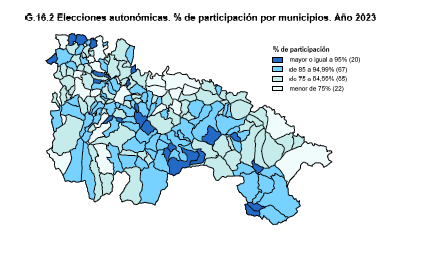 G.16.2 Elecciones autonómicas. % de participación por municipios. Año 2023
% de participación
mayor o igual a 95% (20)
de 85 a 94,99% (67)
de 75 a 84,99% (65)
menor de 75% (22)